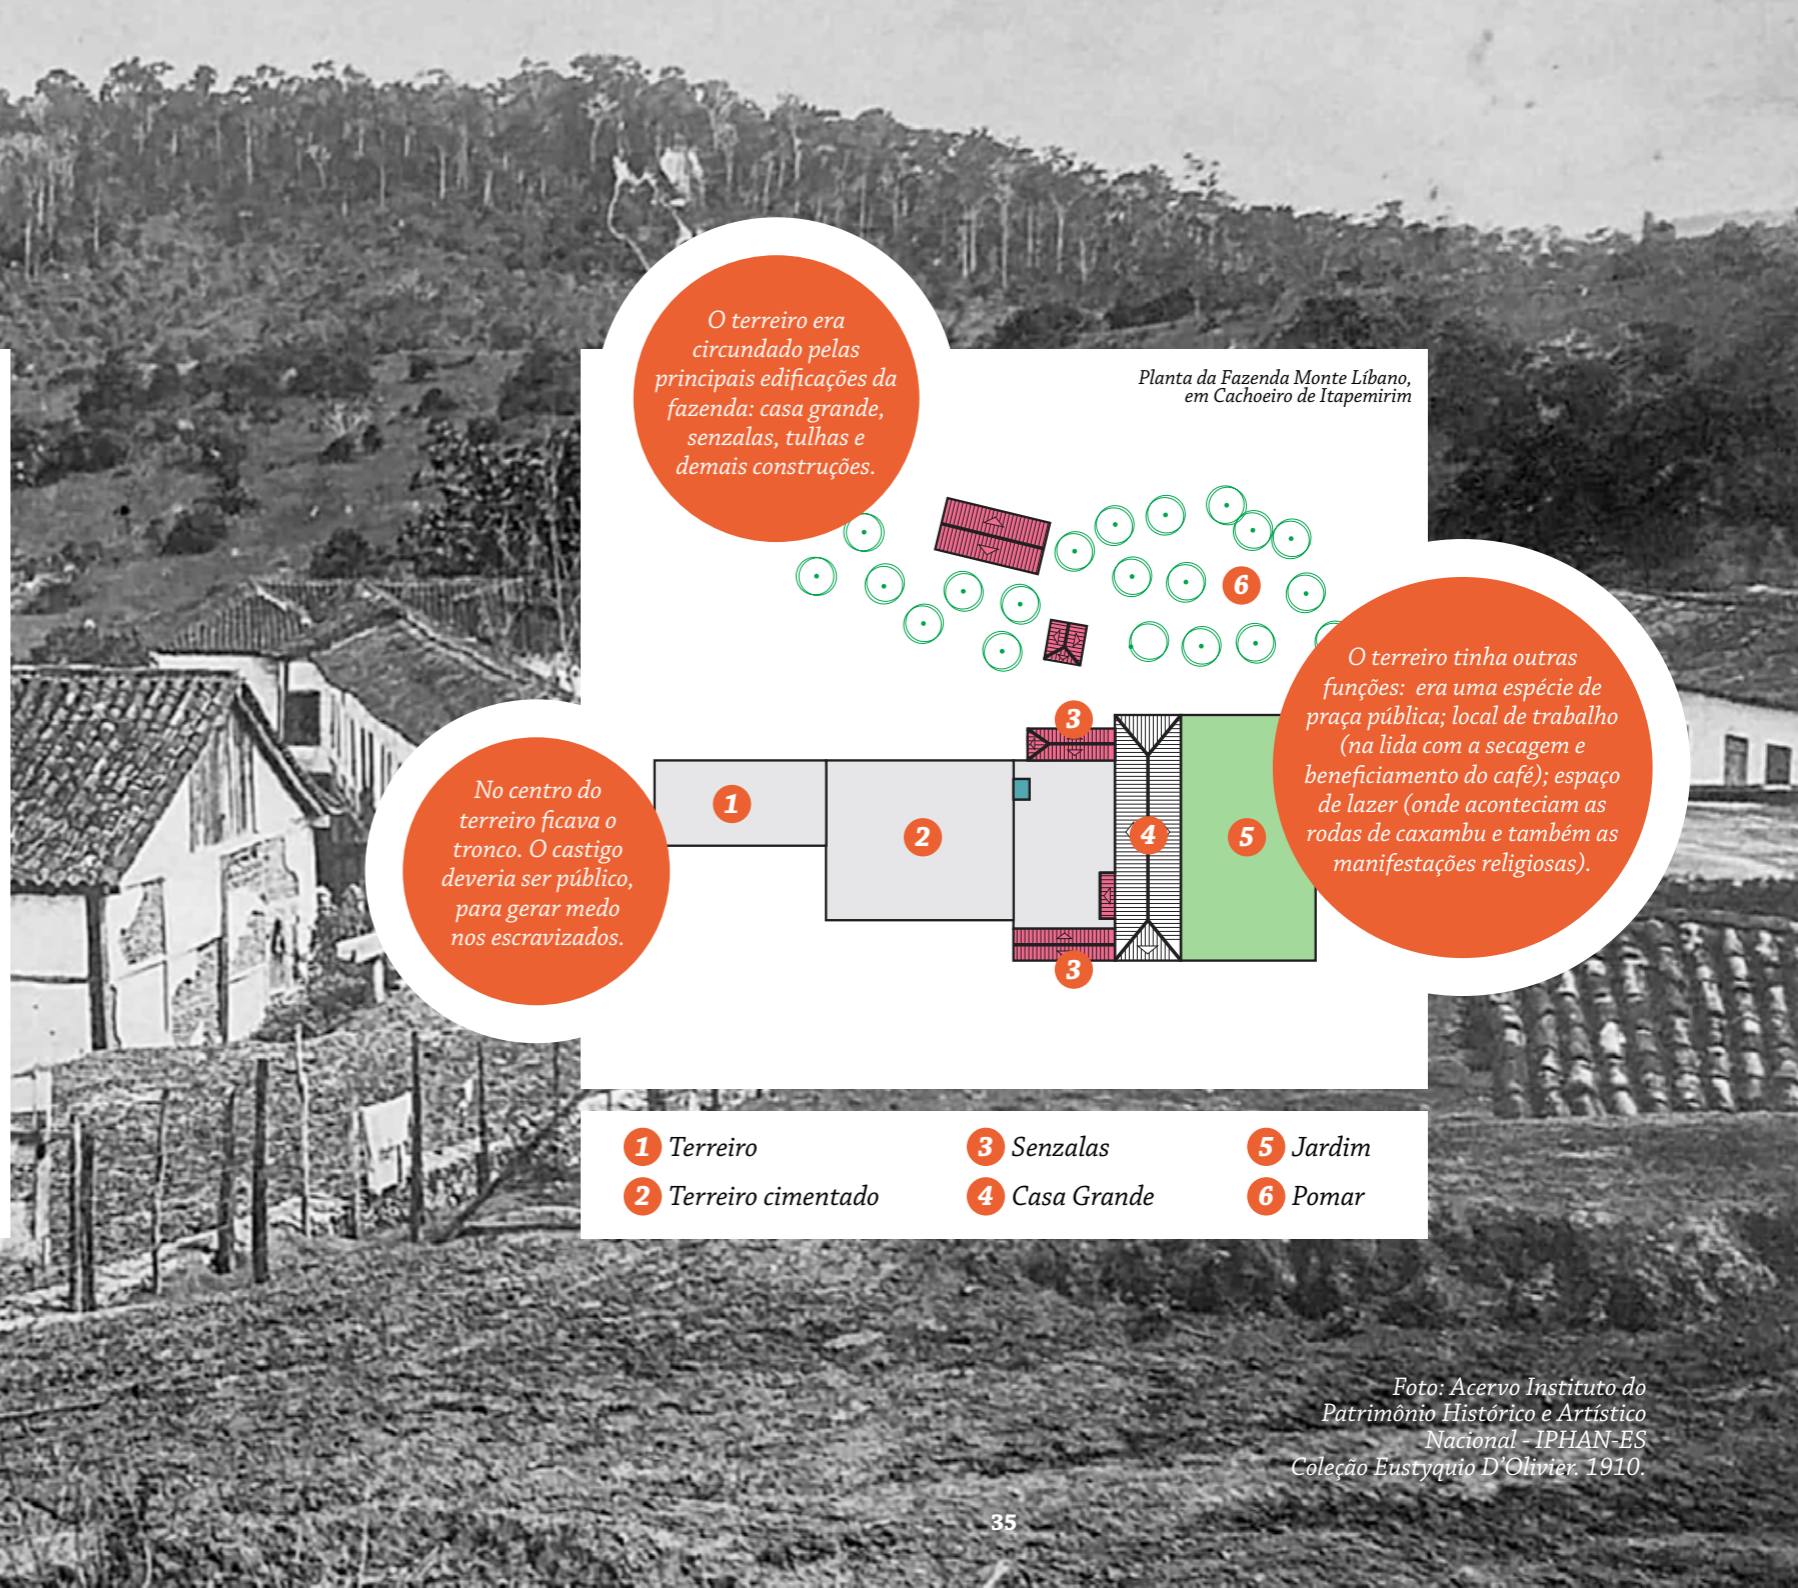 O terreiro era
circundado pelas
principais edificações da
fazenda: casa grande,
senzalas, tulhas e
demais construções.
Planta da Fazenda Monte Líbano,
em Cachoeiro de Itapemirim
6
O terreiro tinha outras
funções: era uma espécie de
praça pública; local de trabalho
(na lida com a secagem e
beneficiamento do café); espaço
de lazer (onde aconteciam as
rodas de caxambu e também as
manifestações religiosas).
No centro do
terreiro ficava o
tronco. O castigo
deveria ser público,
para gerar medo
nos escravizados.
3
1
2
4
5
3
1 Terreiro
2 Terreiro cimentado
3 Senzalas
4 Casa Grande
5 Jardim
6 Pomar
Foto: Acervo Instituto do
Patrimônio Histórico e Artístico
Nacional - IPHAN-ES
Coleção Eustyquio D'Olivier. 1910.
35